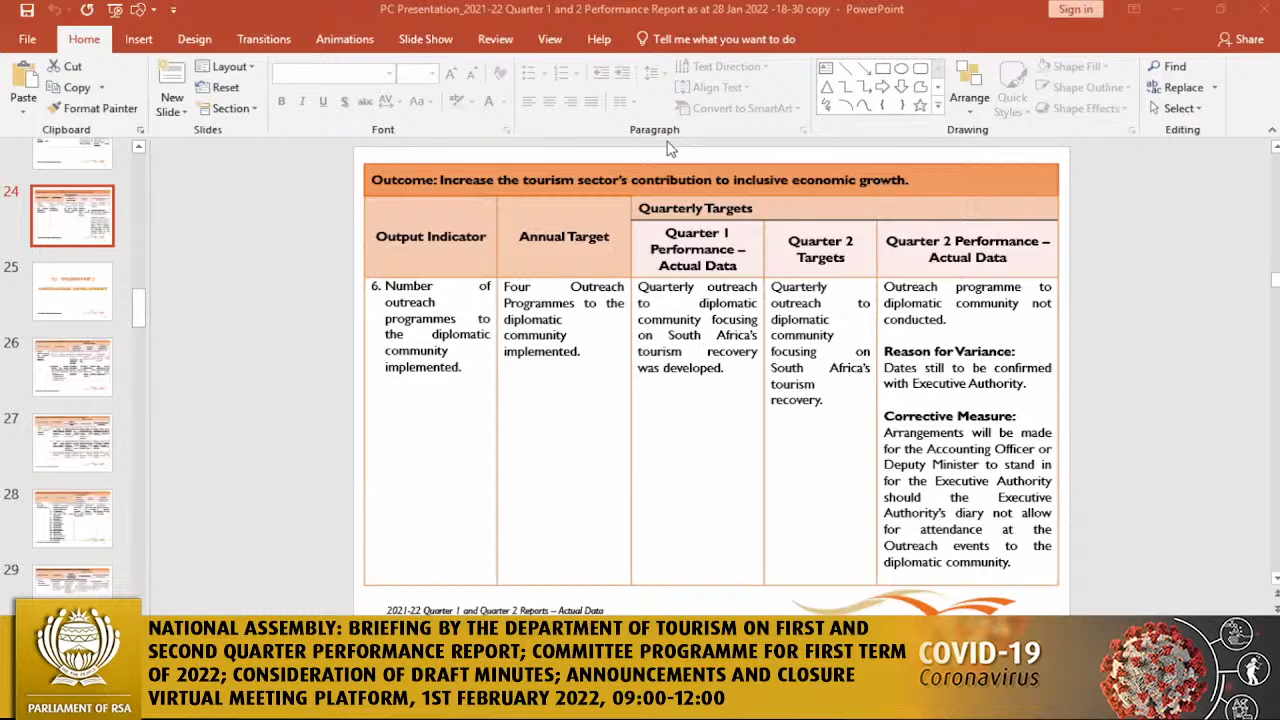 PC Presentation_2021-22 Quarter 1 and 2 Performance Report as at 28 Jan 2022 -18-30 copy - PowerPoint
Sign in
File Home Insert Design Transitions Animations Slide Show Review View Help Tell me what you want to do Share
Paste
Cut
Copy
Format Painter
Clipboard
New
Slide
Layout
Reset
Section
Slides
B I U S abc AV Aa A
Font
Text Direction
Align Text
Convert to SmartArt
Paragraph
Arrange
Quick
Styles
Shape Fill
Shape Outline
Shape Effects
Drawing
Find
Replace
Select
Editing
24
25
26
27
28
29
Outcome: Increase the tourism sector's contribution to inclusive economic growth.
Output Indicator
Annual Target
Quarterly Targets
Quarter 1
Performance –
Actual Data
Quarter 2
Targets
Quarter 2 Performance –
Actual Data
6. Number of
outreach
programmes to
the diplomatic
community
implemented.
Four Outreach
Programmes to the
diplomatic
community
implemented.
Quarterly outreach
to diplomatic
community focusing
on South Africa's
tourism recovery
was developed.
Quarterly
outreach to
diplomatic
community
focusing on
South Africa's
tourism
recovery.
Outreach programme to
diplomatic community not
conducted.
Reason for Variance:
Dates still to be confirmed
with Executive Authority.
Corrective Measure:
Arrangements will be made
for the Accounting Officer or
Deputy Minister to stand in
for the Executive Authority
should the Executive
Authority's diary not allow
for attendance at the
Outreach events to the
diplomatic community.
2021-22 Quarter 1 and Quarter 2 Reports – Actual Data
PARLIAMENT OF RSA
NATIONAL ASSEMBLY: BRIEFING BY THE DEPARTMENT OF TOURISM ON FIRST AND
SECOND QUARTER PERFORMANCE REPORT; COMMITTEE PROGRAMME FOR FIRST TERM
OF 2022; CONSIDERATION OF DRAFT MINUTES; ANNOUNCEMENTS AND CLOSURE
VIRTUAL MEETING PLATFORM, 1ST FEBRUARY 2022, 09:00-12:00
COVID-19
Coronavirus